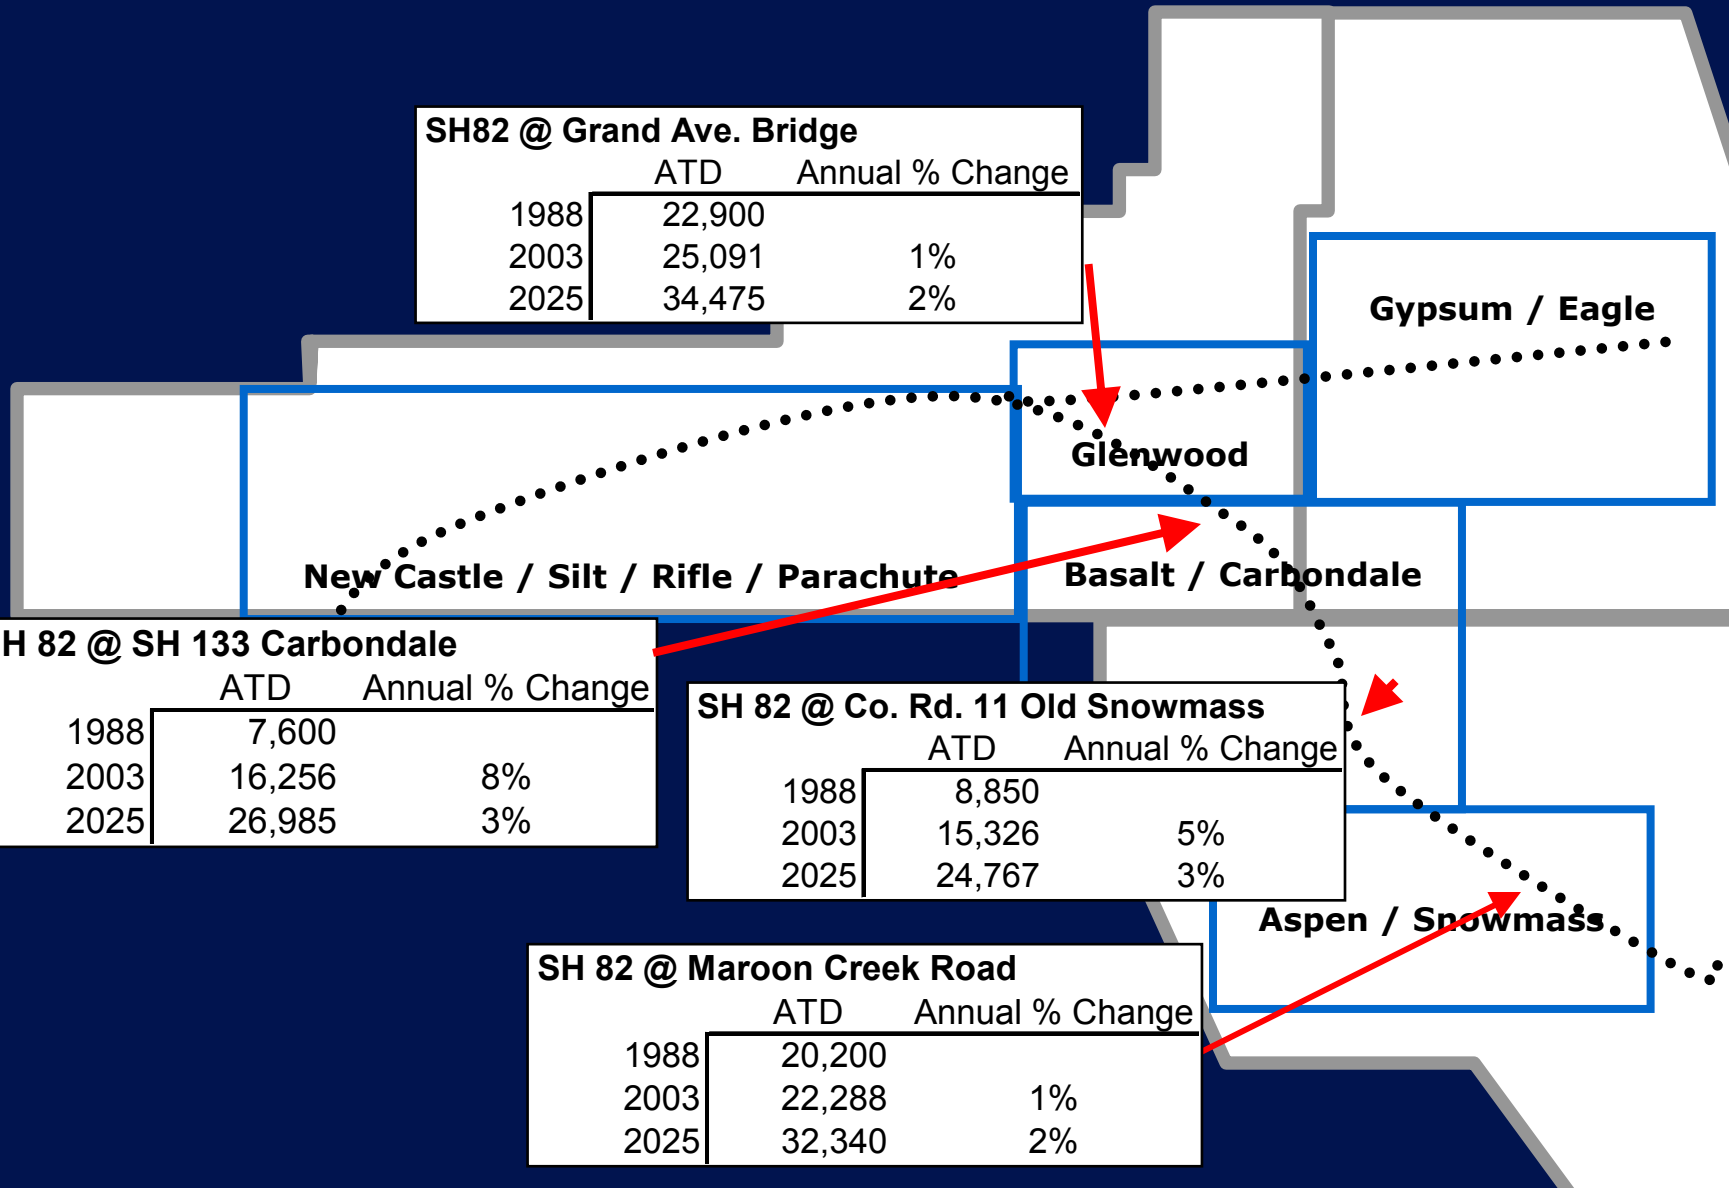 SH82 @ Grand Ave. Bridge
ATD Annual % Change
1988 22,900
2003 25,091 1%
2025 34,475 2%
Gypsum / Eagle
Glenwood
New Castle / Silt / Rifle / Parachute
Basalt / Carbondale
H 82 @ SH 133 Carbondale
ATD Annual % Change
1988 7,600
2003 16,256 8%
2025 26,985 3%
SH 82 @ Co. Rd. 11 Old Snowmass
ATD Annual % Change
1988 8,850
2003 15,326 5%
2025 24,767 3%
Aspen / Snowmass
SH 82 @ Maroon Creek Road
ATD Annual % Change
1988 20,200
2003 22,288 1%
2025 32,340 2%